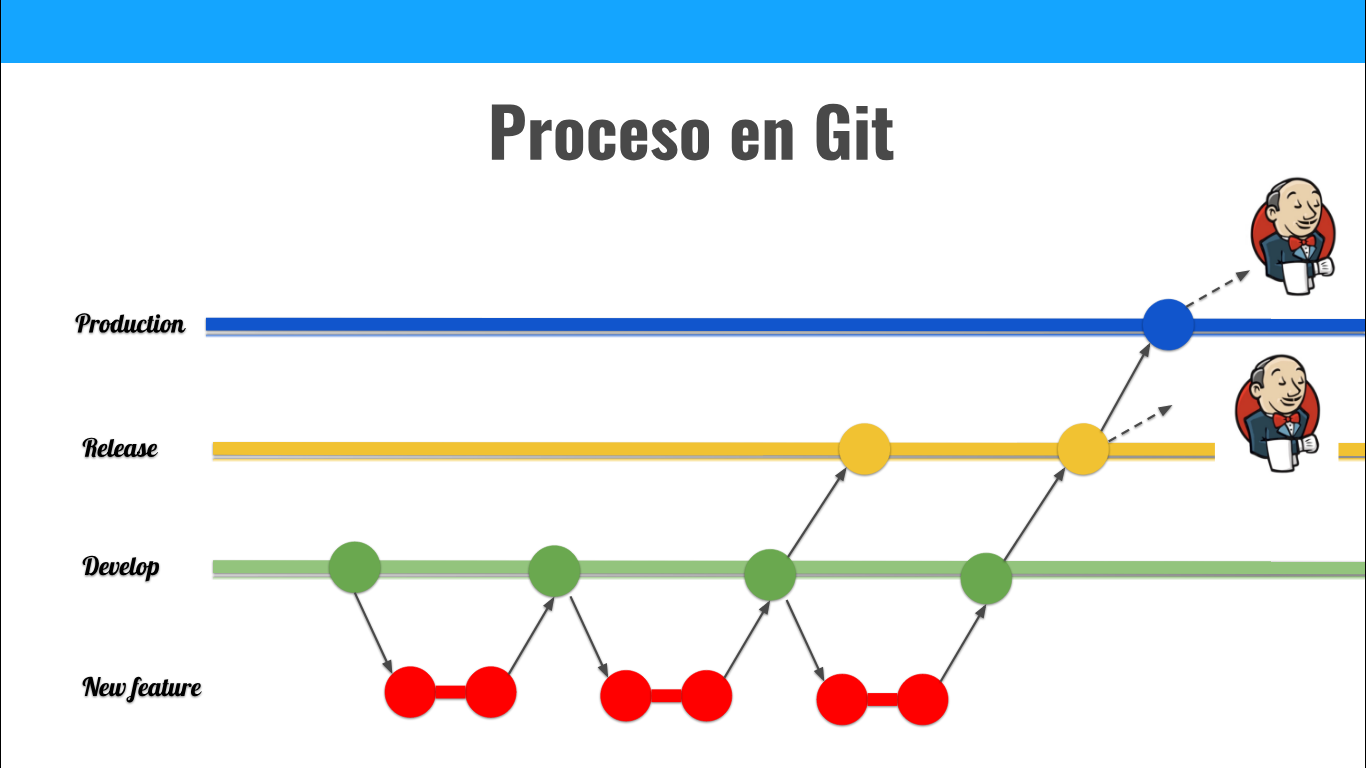 Proceso en Git
Production
Release
Develop
New feature